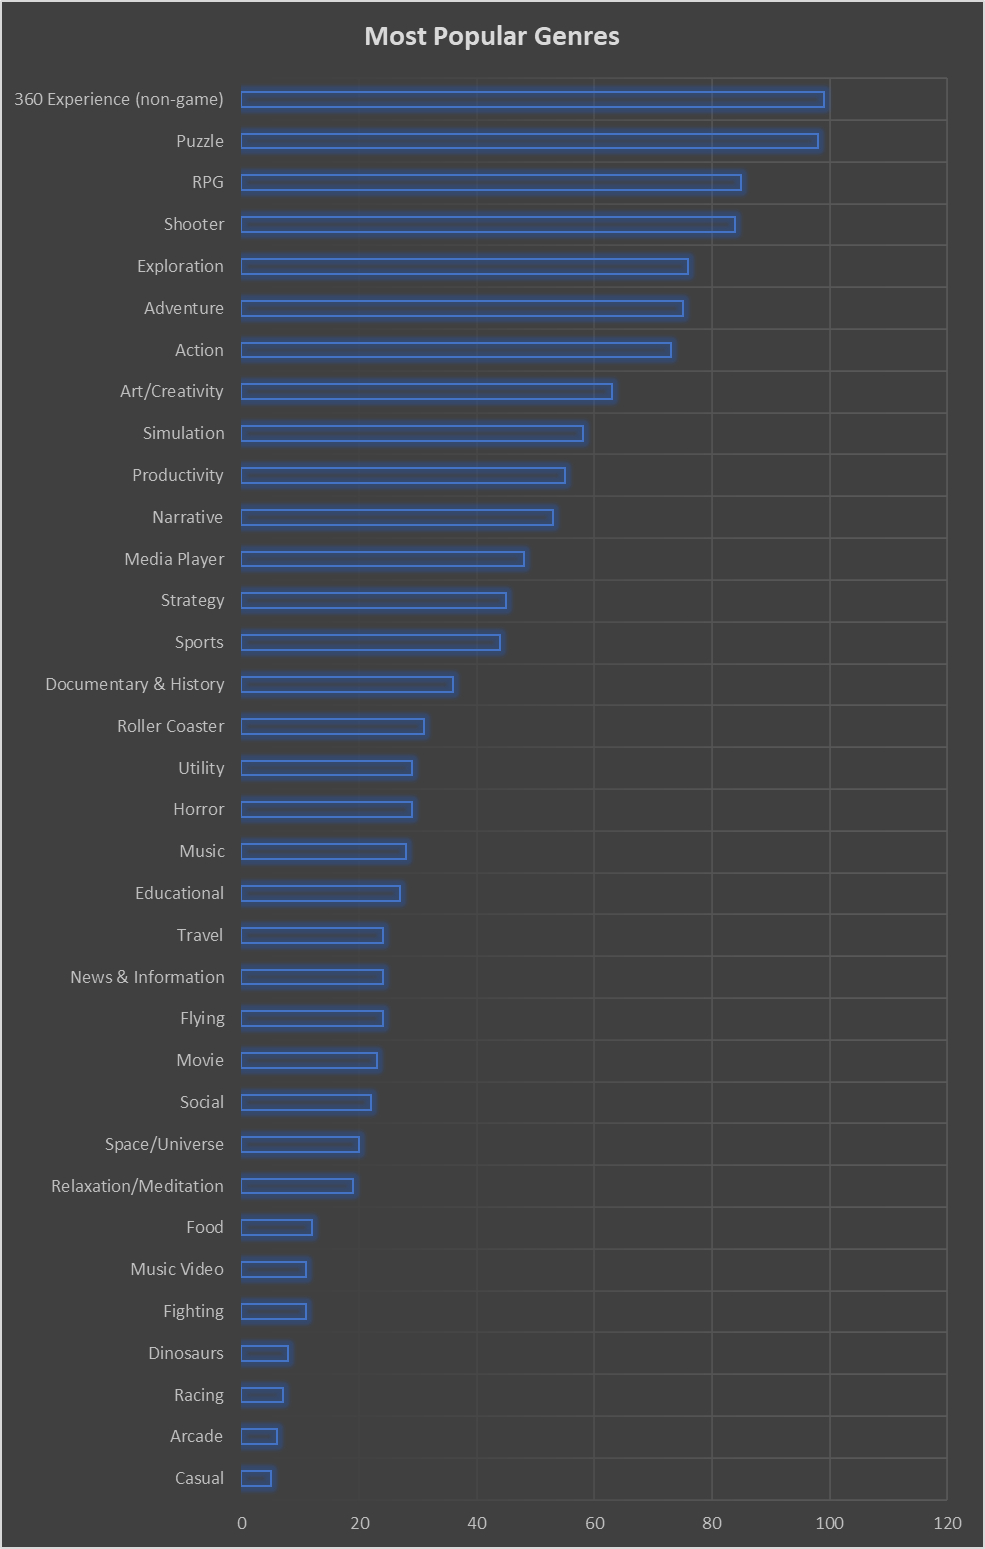 Most Popular Genres
360 Experience (non-game)
Puzzle
RPG
Shooter
Exploration
Adventure
Action
Art/Creativity
Simulation
Productivity
Narrative
Media Player
Strategy
Sports
Documentary & History
Roller Coaster
Utility
Horror
Music
Educational
Travel
News & Information
Flying
Movie
Social
Space/Universe
Relaxation/Meditation
Food
Music Video
Fighting
Dinosaurs
Racing
Arcade
Casual
0 20 40 60 80 100 120